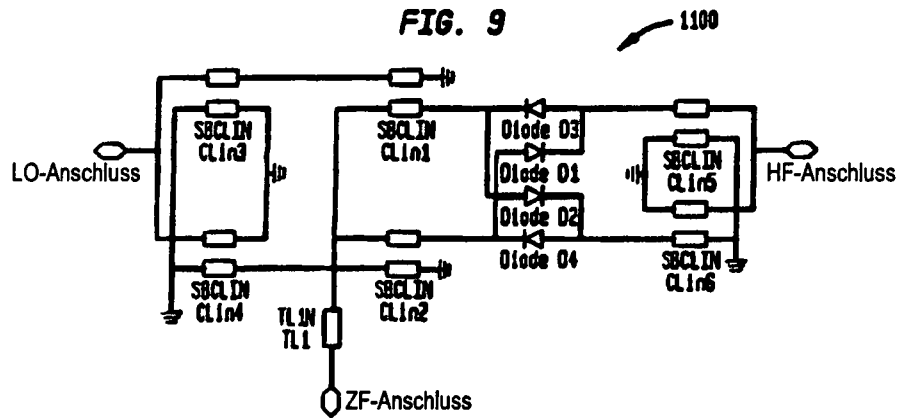 FIG. 9
1100
SBCLIN
CLin3
SBCLIN
CLin1
Diode D3
Diode D1
SBCLIN
CLin5
LO-Anschluss
HF-Anschluss
Diode D2
Diode D4
SBCLIN
CLin4
SBCLIN
CLin2
SBCLIN
CLin6
TL1N
TL1
ZF-Anschluss